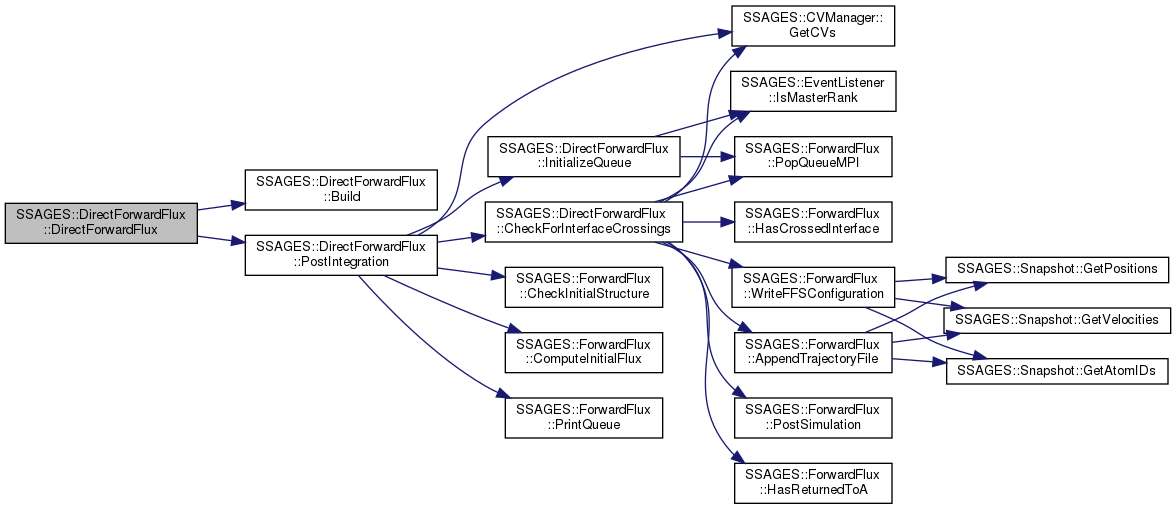 SSAGES::DirectForwardFlux
::DirectForwardFlux
SSAGES::DirectForwardFlux
::Build
SSAGES::DirectForwardFlux
::PostIntegration
SSAGES::DirectForwardFlux
::InitializeQueue
SSAGES::DirectForwardFlux
::CheckForInterfaceCrossings
SSAGES::ForwardFlux
::CheckInitialStructure
SSAGES::ForwardFlux
::ComputeInitialFlux
SSAGES::ForwardFlux
::PrintQueue
SSAGES::CVManager::
GetCVs
SSAGES::EventListener
::IsMasterRank
SSAGES::ForwardFlux
::PopQueueMPI
SSAGES::ForwardFlux
::HasCrossedInterface
SSAGES::ForwardFlux
::WriteFFSConfiguration
SSAGES::ForwardFlux
::AppendTrajectoryFile
SSAGES::ForwardFlux
::PostSimulation
SSAGES::ForwardFlux
::HasReturnedToA
SSAGES::Snapshot::GetPositions
SSAGES::Snapshot::GetVelocities
SSAGES::Snapshot::GetAtomIDs